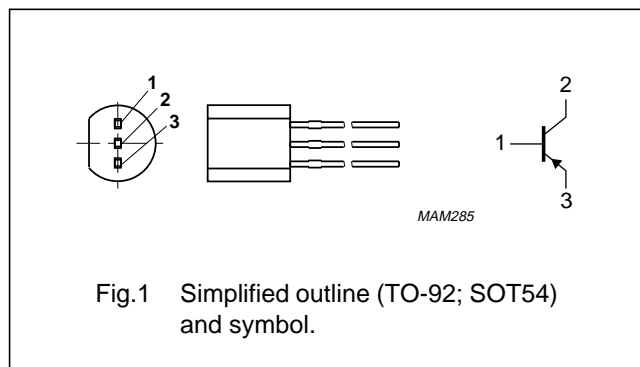 1
2
3
2
1
3
MAM285
Fig.1 Simplified outline (TO-92; SOT54)
and symbol.